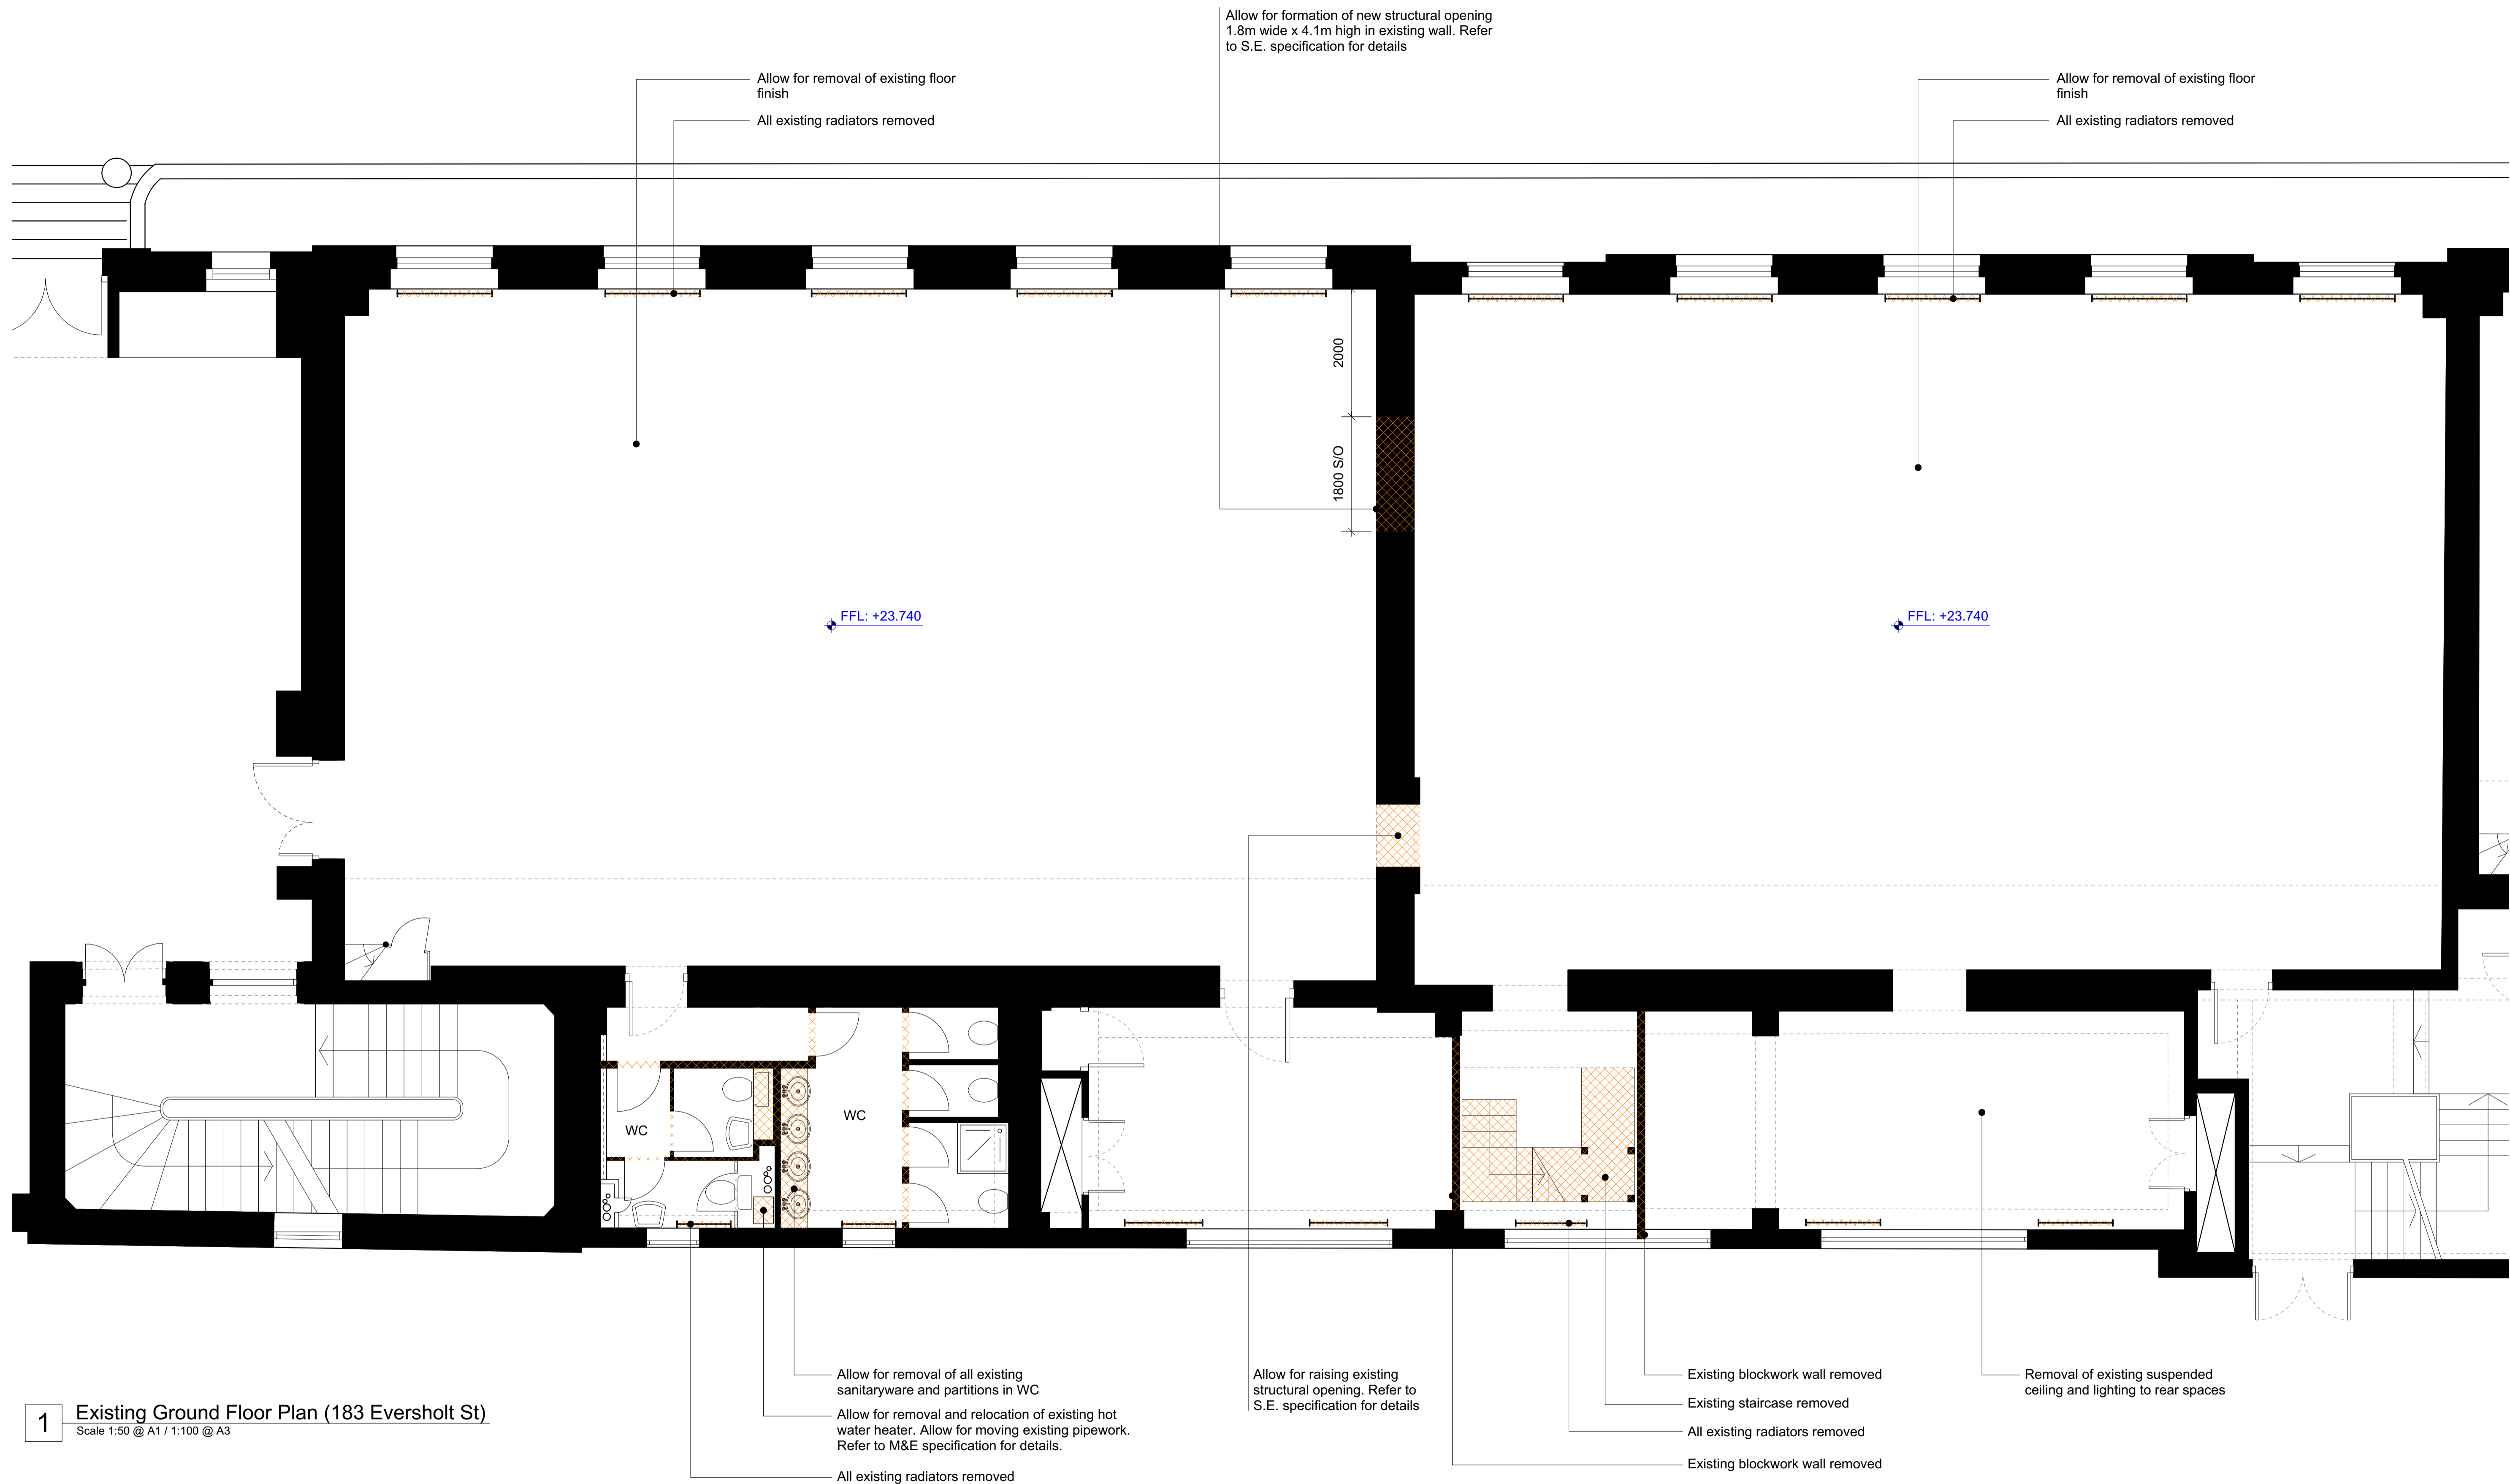 Allow for formation of new structural opening
1.8m wide x 4.1m high in existing wall. Refer
to S.E. specification for details
Allow for removal of existing floor
finish
All existing radiators removed
Allow for removal of existing floor
finish
All existing radiators removed
2000
1800 S/O
FFL: +23.740
FFL: +23.740
WC
WC
Allow for removal of all existing
sanitaryware and partitions in WC
Allow for removal and relocation of existing hot
water heater. Allow for moving existing pipework.
Refer to M&E specification for details.
All existing radiators removed
Allow for raising existing
structural opening. Refer to
S.E. specification for details
Existing blockwork wall removed
Existing staircase removed
All existing radiators removed
Existing blockwork wall removed
Removal of existing suspended
ceiling and lighting to rear spaces
1
Existing Ground Floor Plan (183 Eversholt St)
Scale 1:50 @ A1 / 1:100 @ A3